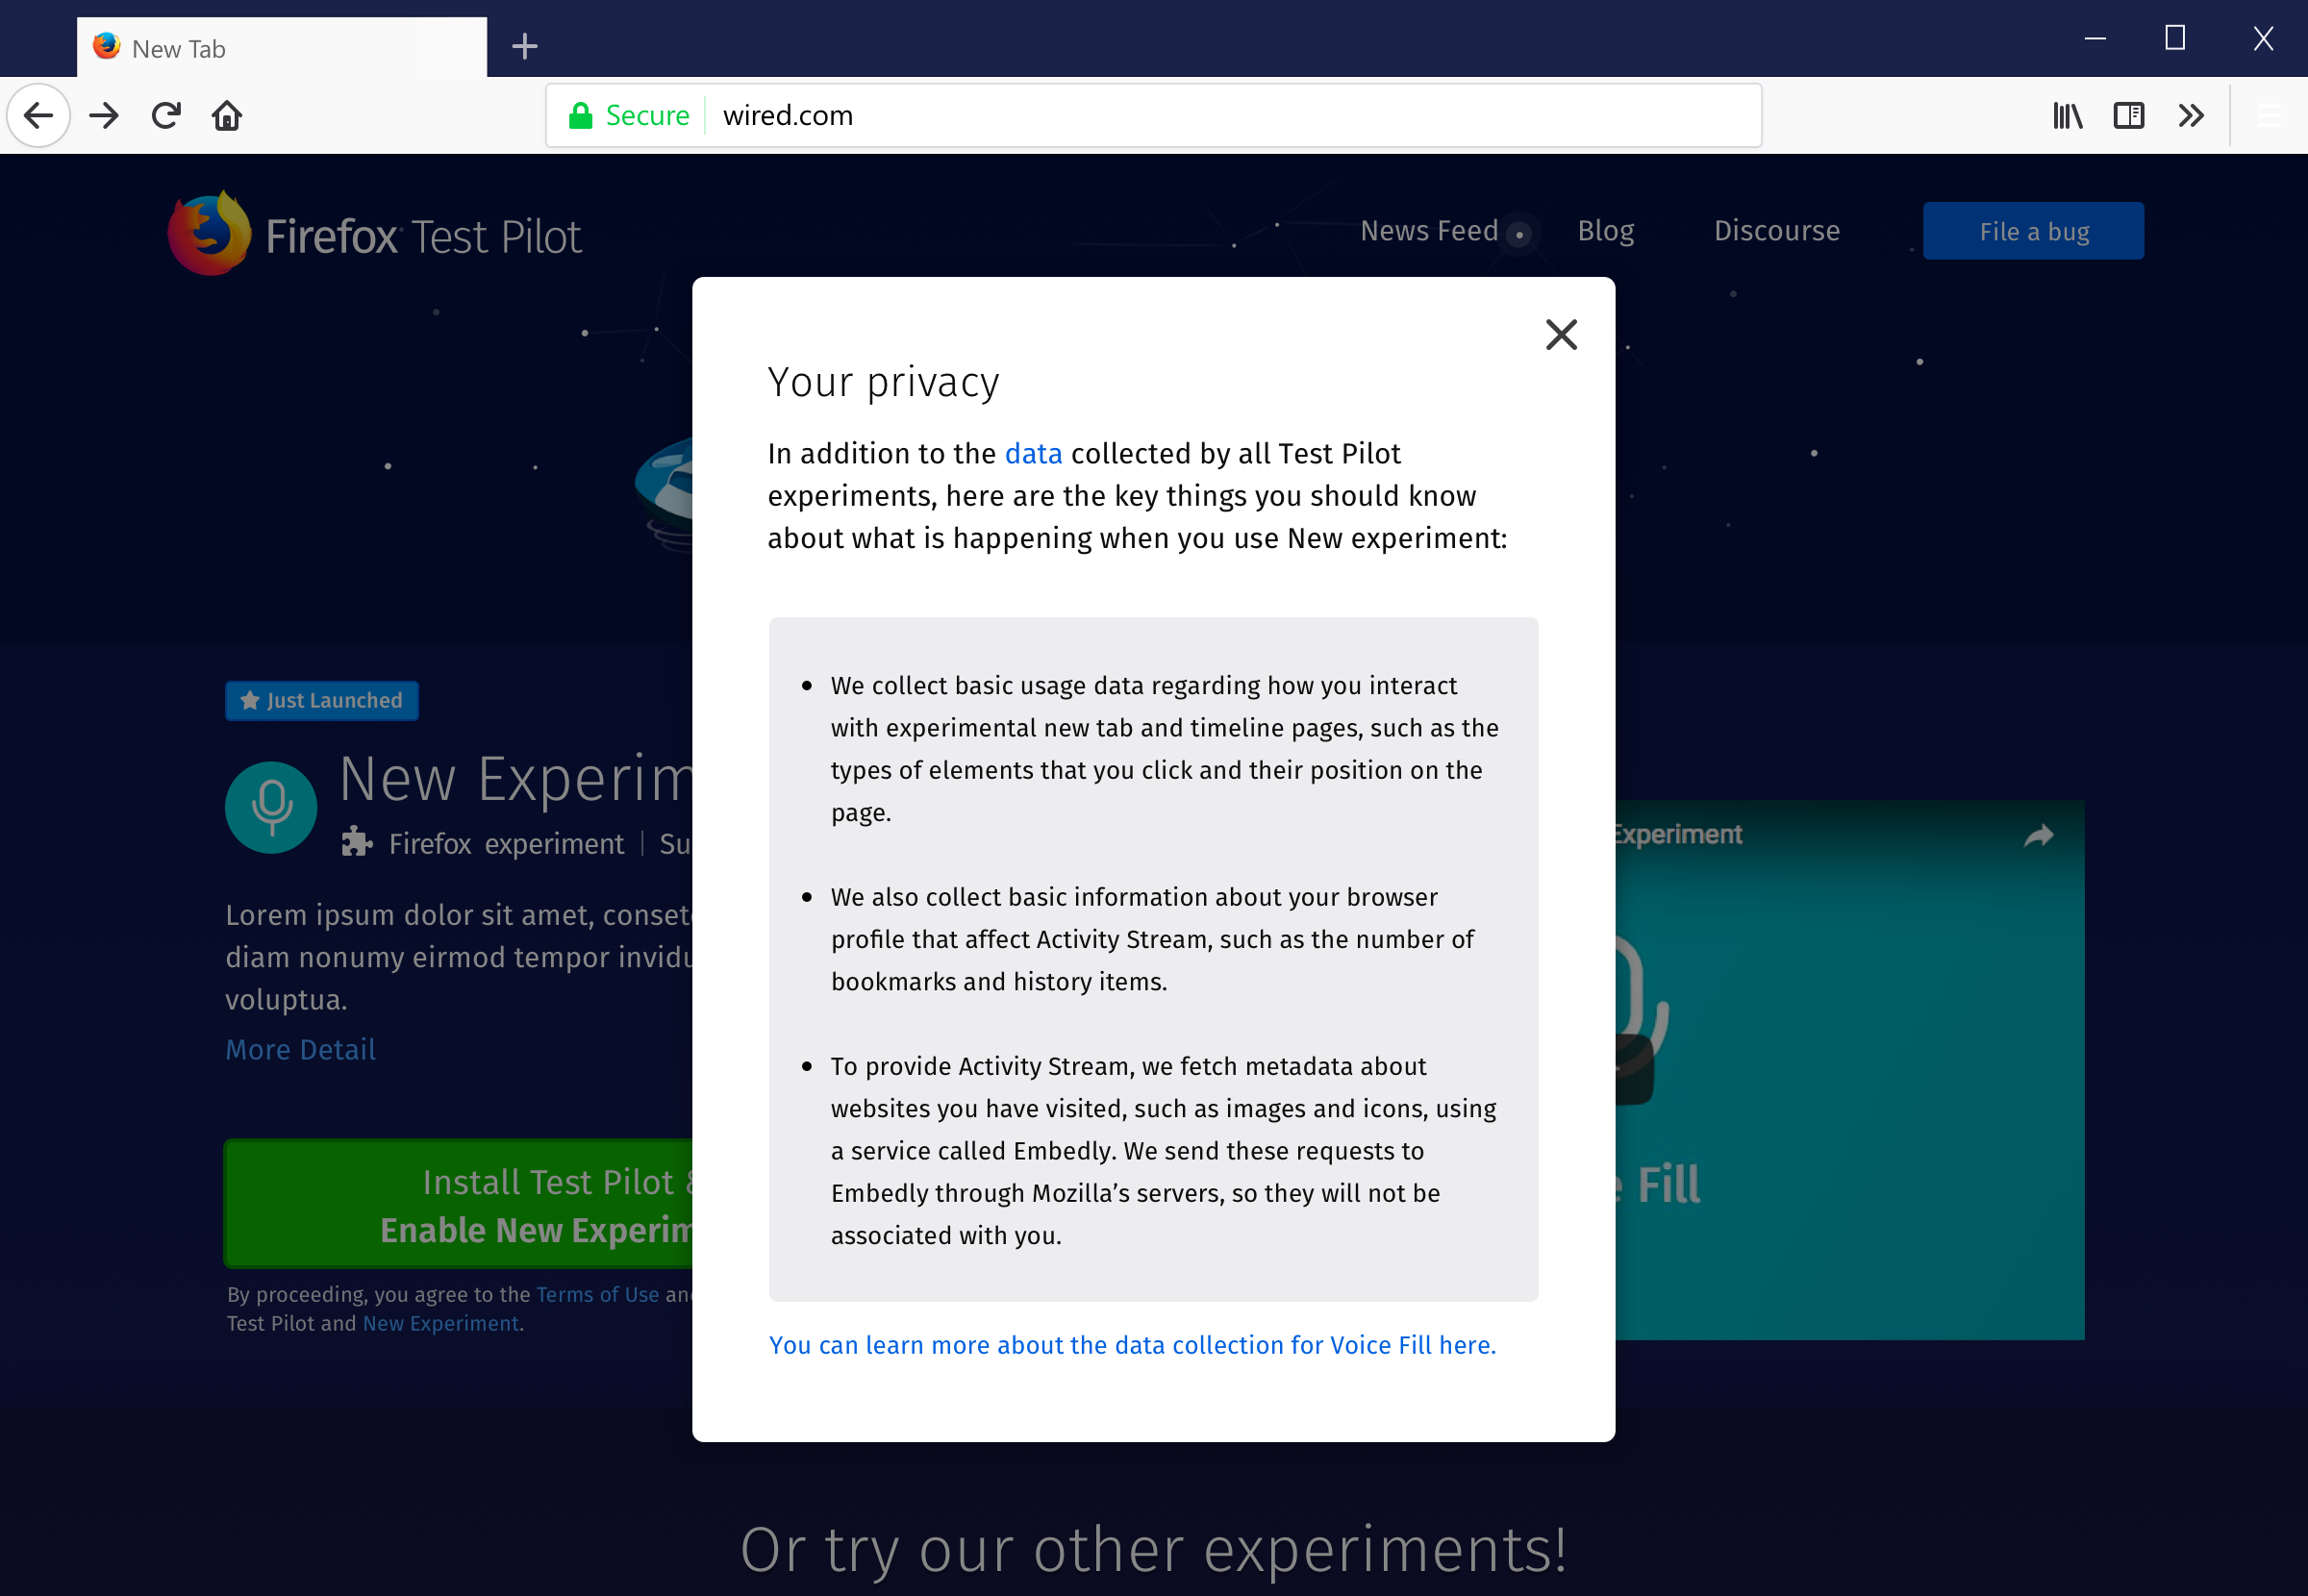 New Tab
Secure wired.com
Firefox Test Pilot
News Feed Blog Discourse File a bug
Your privacy
In addition to the data collected by all Test Pilot
experiments, here are the key things you should know
about what is happening when you use New experiment:
• We collect basic usage data regarding how you interact
with experimental new tab and timeline pages, such as the
types of elements that you click and their position on the
page.
• We also collect basic information about your browser
profile that affect Activity Stream, such as the number of
bookmarks and history items.
• To provide Activity Stream, we fetch metadata about
websites you have visited, such as images and icons, using
a service called Embedly. We send these requests to
Embedly through Mozilla’s servers, so they will not be
associated with you.
You can learn more about the data collection for Voice Fill here.
Just Launched
New
Firefox experiment
Lorem ipsum dolor sit amet,
diam nonumy eirmod tempor
voluptua.
More Detail
Install Test Pilot
Enable New
By proceeding, you agree to the Terms of Use
Test Pilot and New Experiment.
Experiment
Fill
Or try our other experiments!